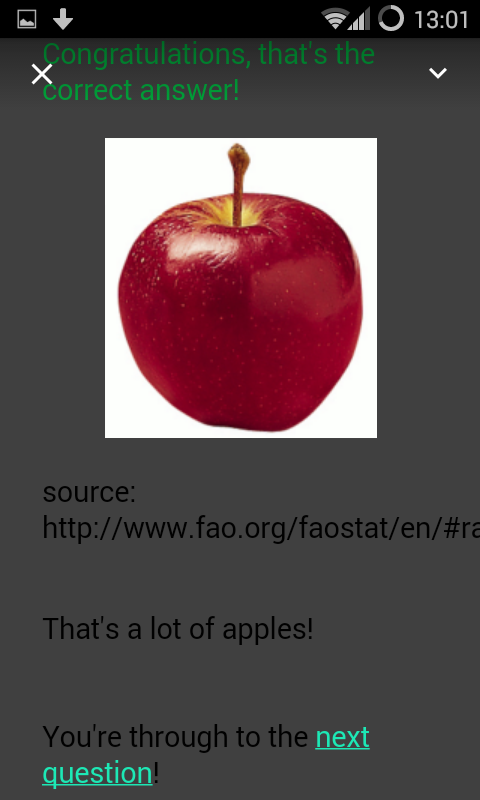 13:01
Congratulations, that's the
correct answer!
source:
http://www.fao.org/faostat/en/#ra
That's a lot of apples!
You're through to the next
question!